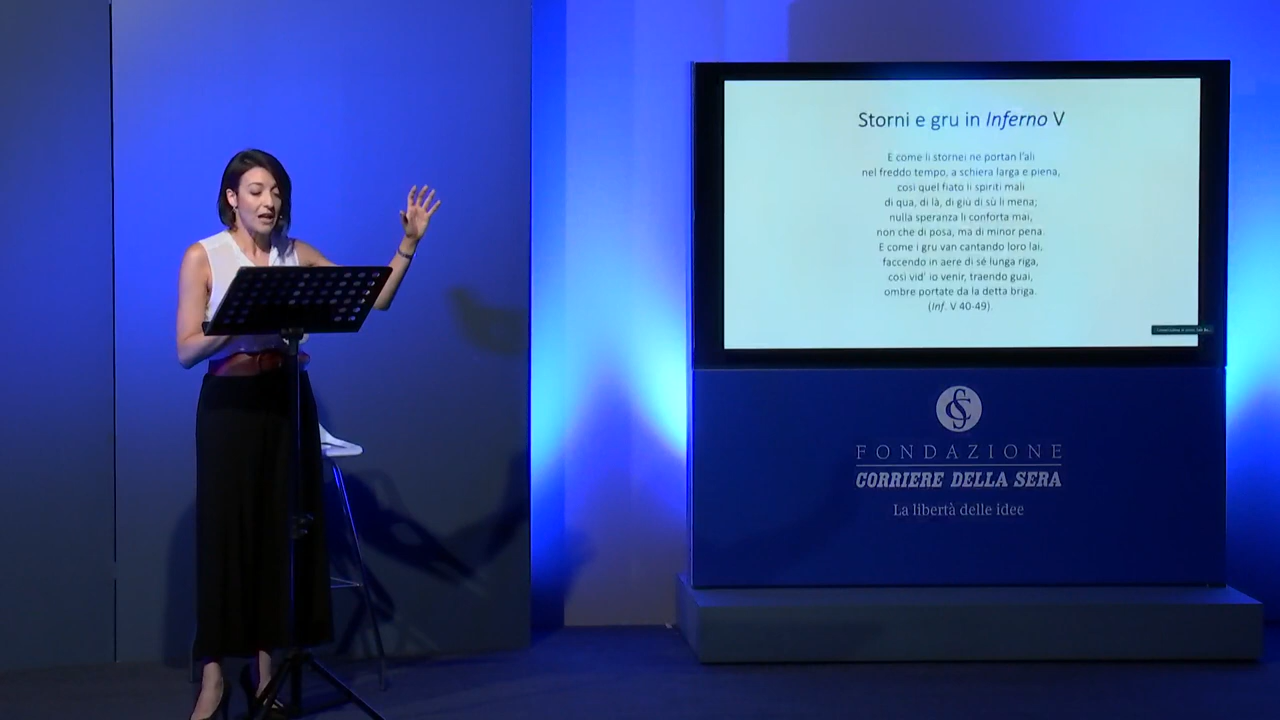 Storni e gru in Inferno V
E come li stornei ne portan l'ali
nel freddo tempo, a schiera larga e piena,
così quel fiato li spiriti mali
di qua, di là, di giù di sù li mena;
nulla speranza li conforta mai,
non che di posa, ma di minor pena.
E come i gru van cantando loro lai,
faccendo in aere di sé lunga riga,
così vid' io venir, traendo guai,
ombre portate da la detta briga.
(Inf. V 40-49).
FONDAZIONE
CORRIERE DELLA SERA
La libertà delle idee